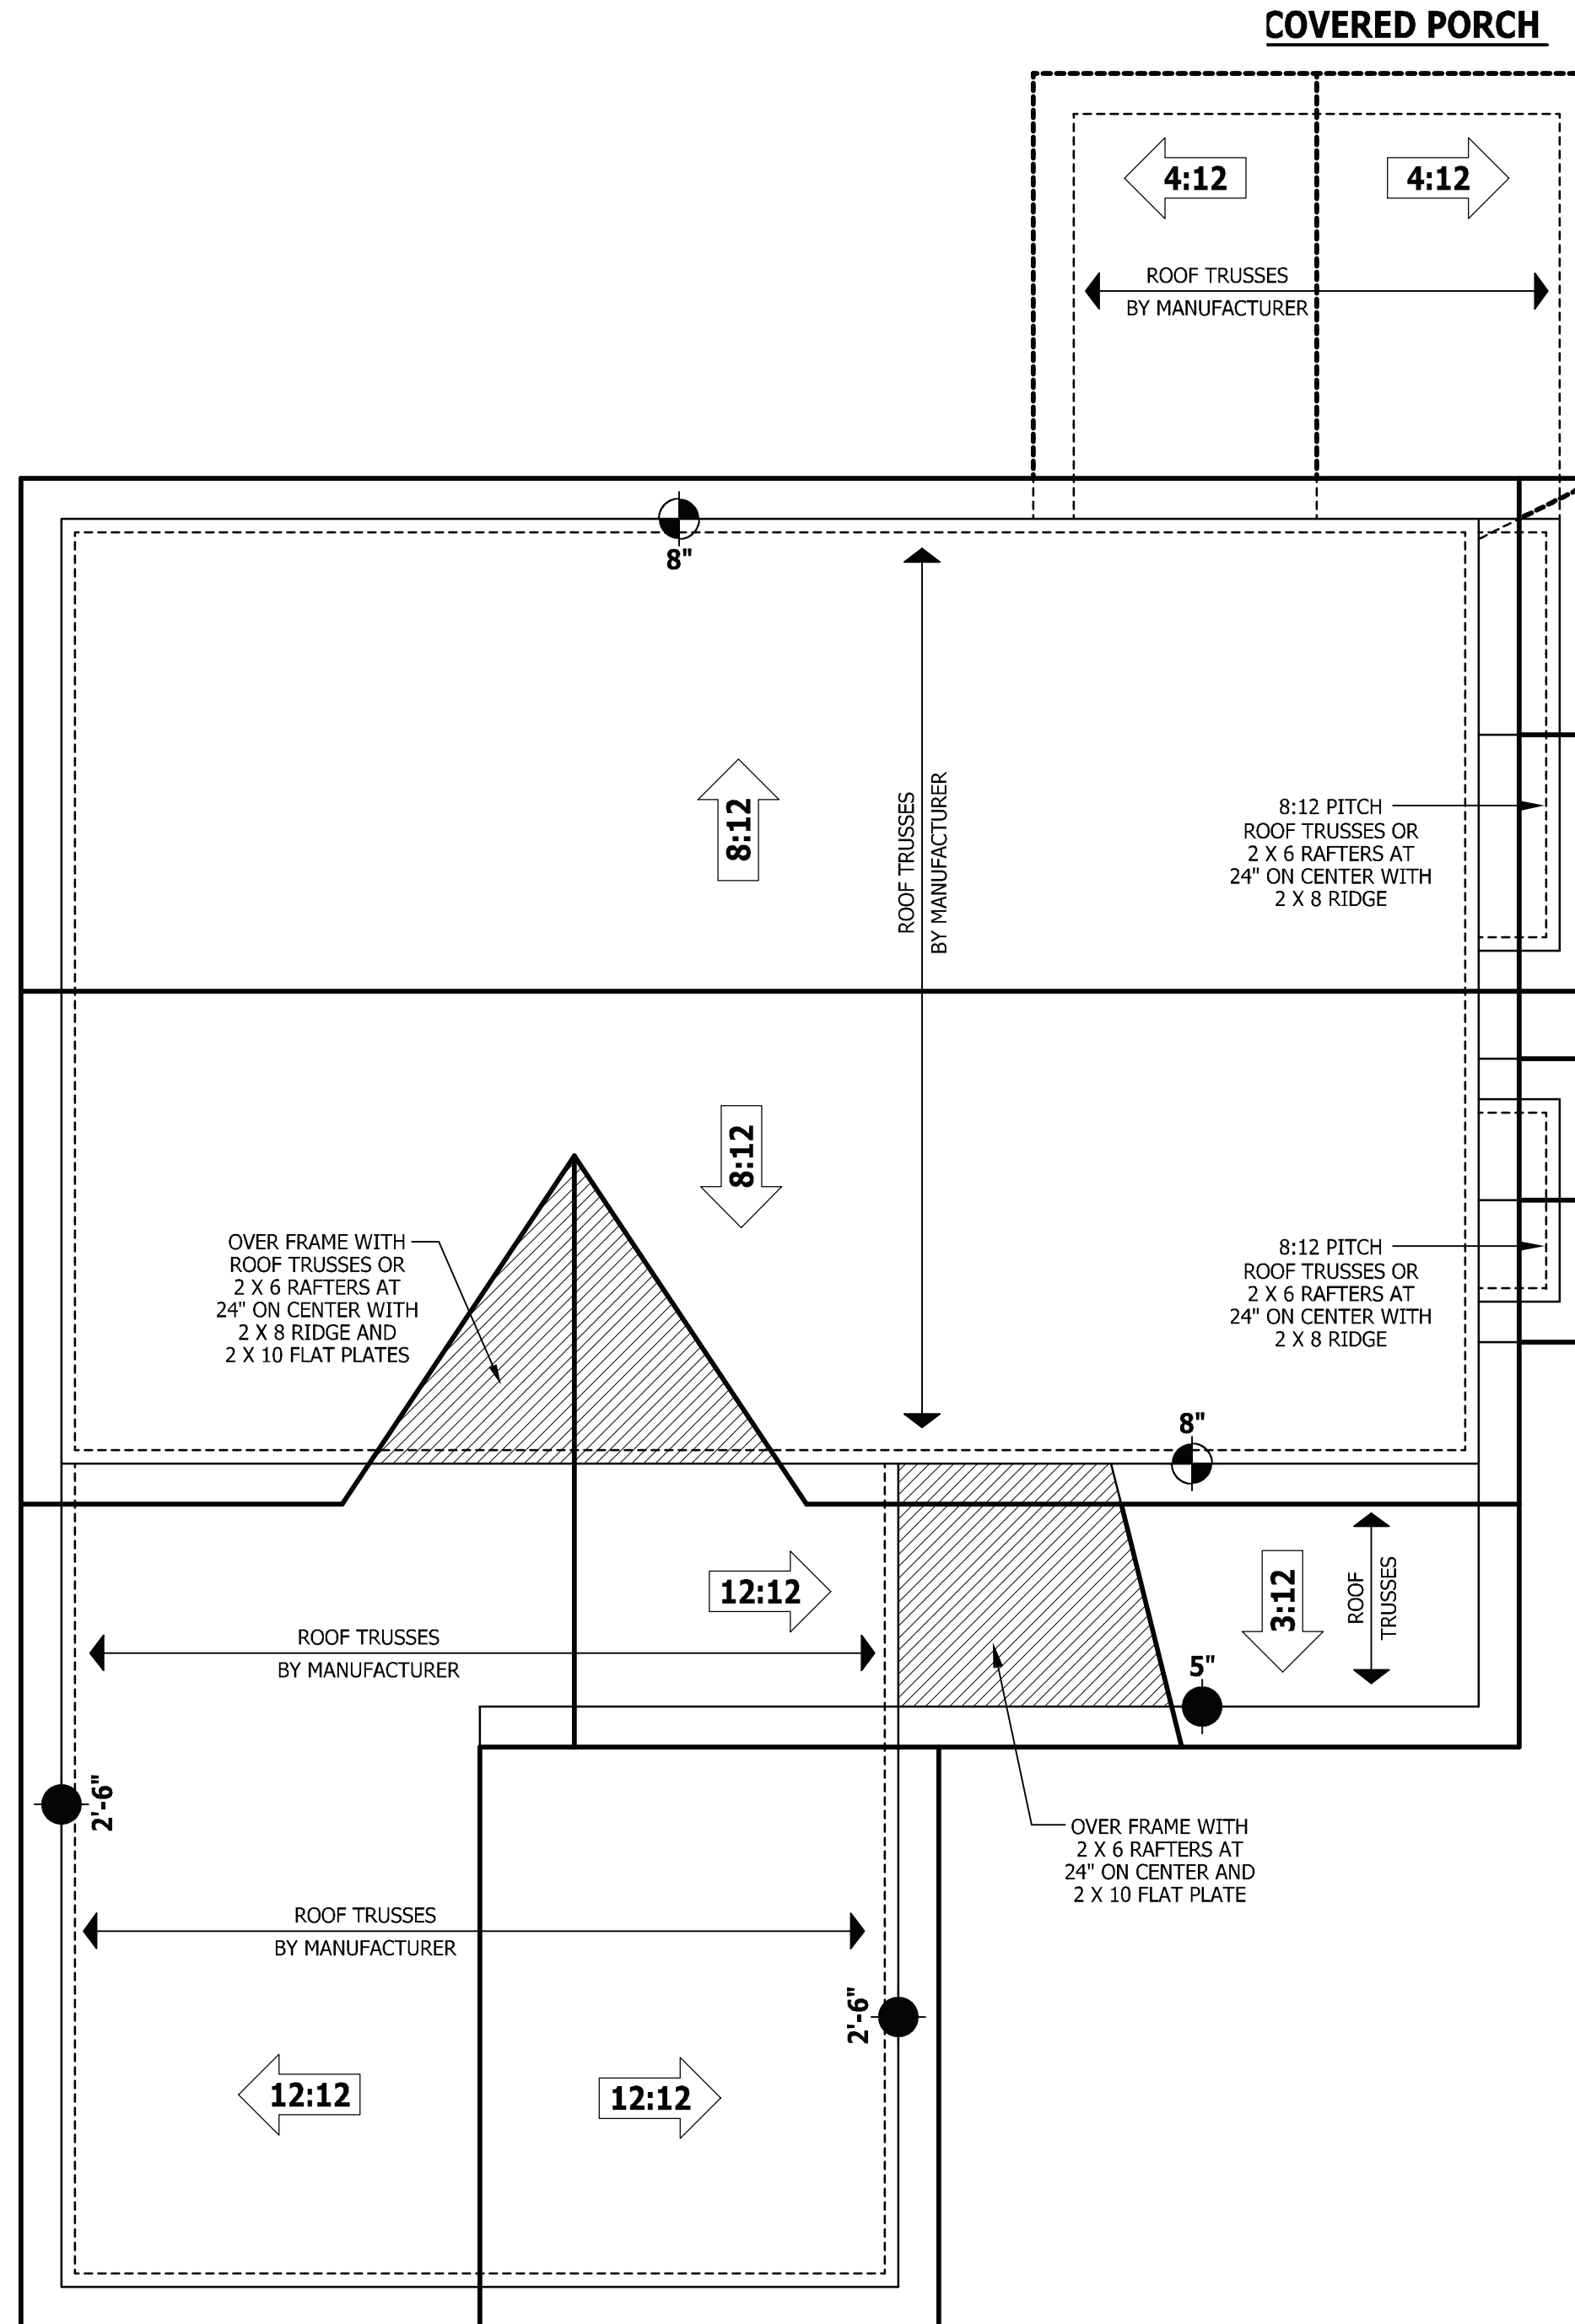 COVERED PORCH
4:12
4:12
ROOF TRUSSES
BY MANUFACTURER
8"
8:12
ROOF TRUSSES
BY MANUFACTURER
8:12 PITCH
ROOF TRUSSES OR
2 X 6 RAFTERS AT
24" ON CENTER WITH
2 X 8 RIDGE
8:12
OVER FRAME WITH
ROOF TRUSSES OR
2 X 6 RAFTERS AT
24" ON CENTER WITH
2 X 8 RIDGE AND
2 X 10 FLAT PLATES
8:12 PITCH
ROOF TRUSSES OR
2 X 6 RAFTERS AT
24" ON CENTER WITH
2 X 8 RIDGE
8"
12:12
3:12
ROOF
TRUSSES
ROOF TRUSSES
BY MANUFACTURER
5"
2'-6"
OVER FRAME WITH
2 X 6 RAFTERS AT
24" ON CENTER AND
2 X 10 FLAT PLATE
ROOF TRUSSES
BY MANUFACTURER
2'-6"
12:12
12:12